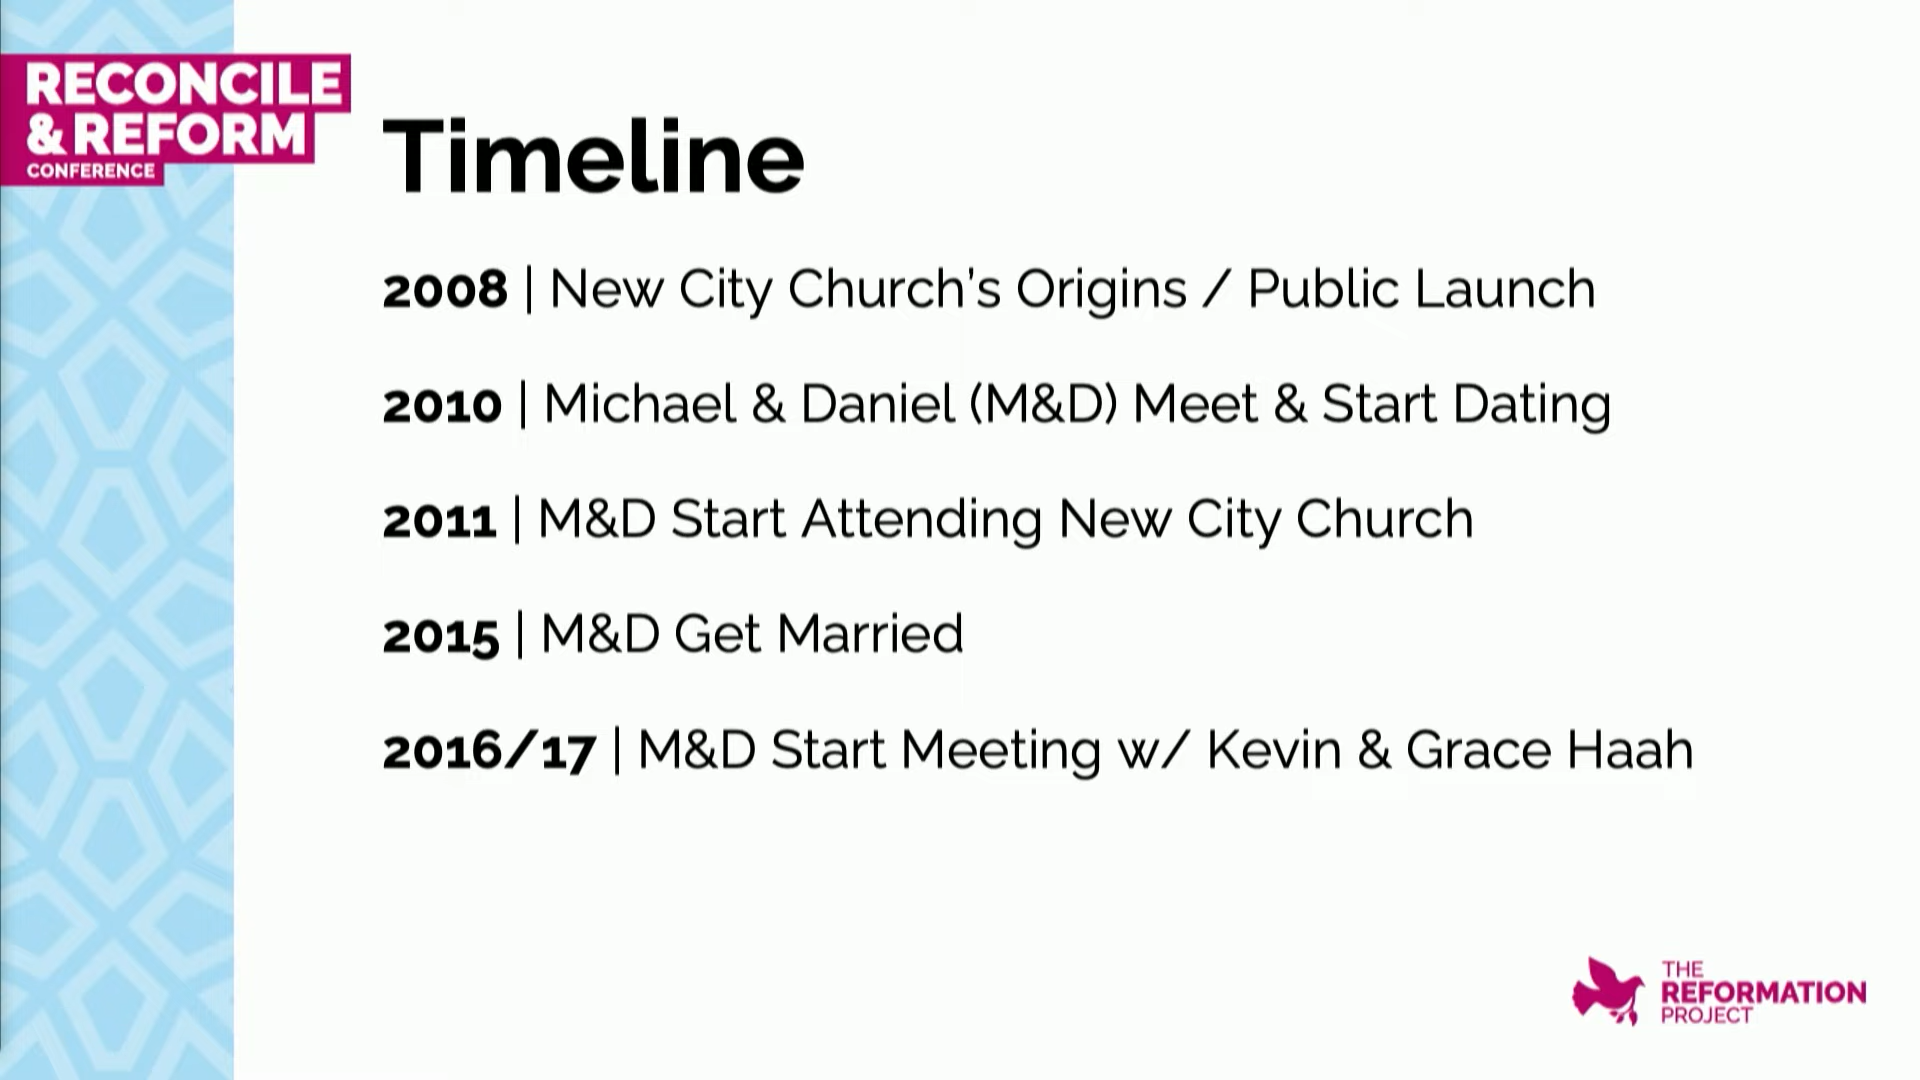 RECONCILE
& REFORM
CONFERENCE
Timeline
2008 | New City Church's Origins / Public Launch
2010 | Michael & Daniel (M&D) Meet & Start Dating
2011 | M&D Start Attending New City Church
2015 | M&D Get Married
2016/17 | M&D Start Meeting w/ Kevin & Grace Haah
THE
REFORMATION
PROJECT